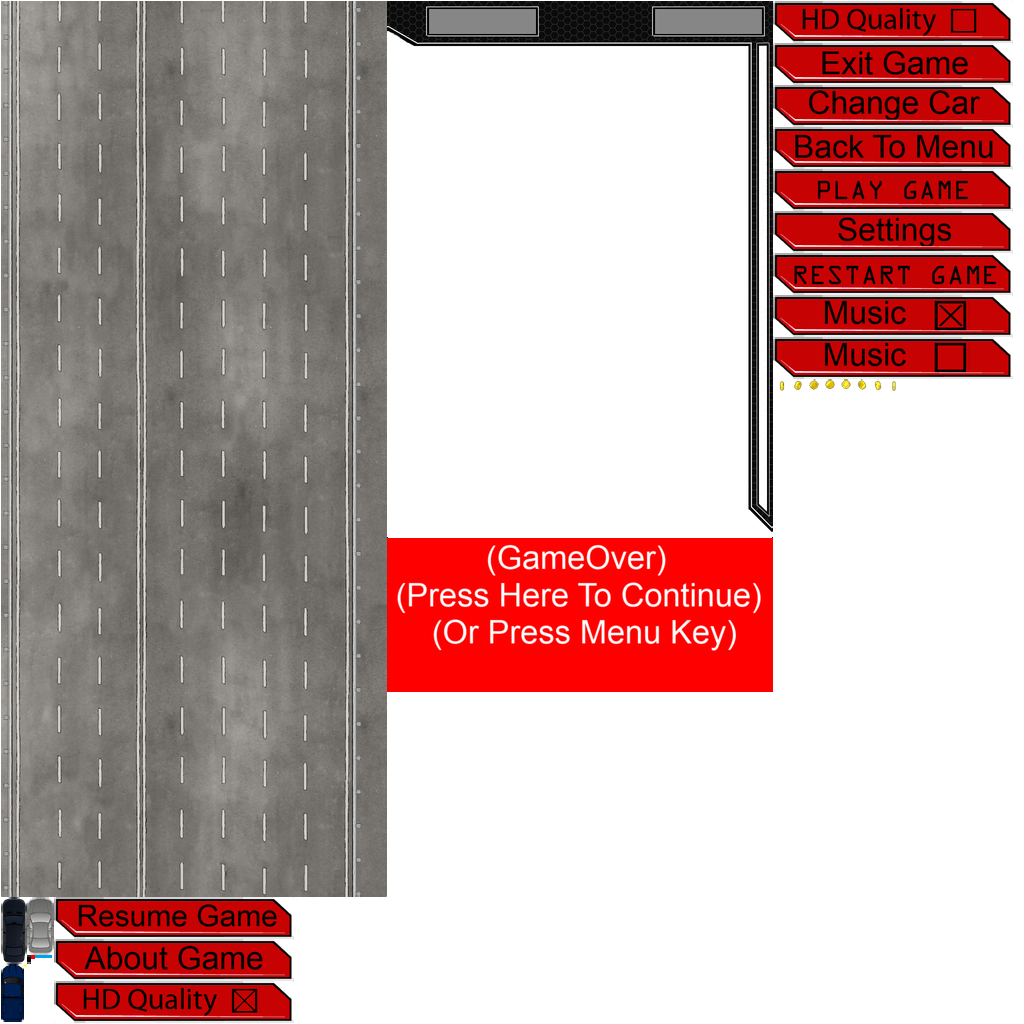 HD Quality
Exit Game
Change Car
Back To Menu
PLAY GAME
Settings
RESTART GAME
Music
Music
(GameOver)
(Press Here To Continue)
(Or Press Menu Key)
Resume Game
About Game
HD Quality